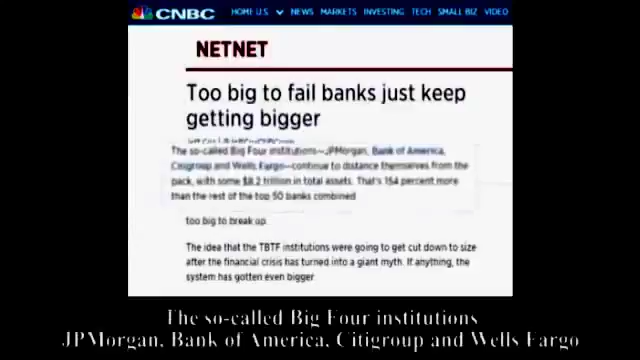 CNBC HOME U.S. NEWS MARKETS INVESTING TECH SMALL BIZ VIDEO
NETNET
Too big to fail banks just keep
getting bigger
The so-called Big Four institutions—JPMorgan, Bank of America,
Citigroup and Wells Fargo—continue to distance themselves from the
pack, with some $8.2 trillion in total assets. That's 154 percent more
than the rest of the top 50 banks combined
too big to break up.
The idea that the TBTF institutions were going to get cut down to size
after the financial crisis has turned into a giant myth. If anything, the
system has gotten even bigger
The so-called Big Four institutions
JPMorgan, Bank of America, Citigroup and Wells Fargo